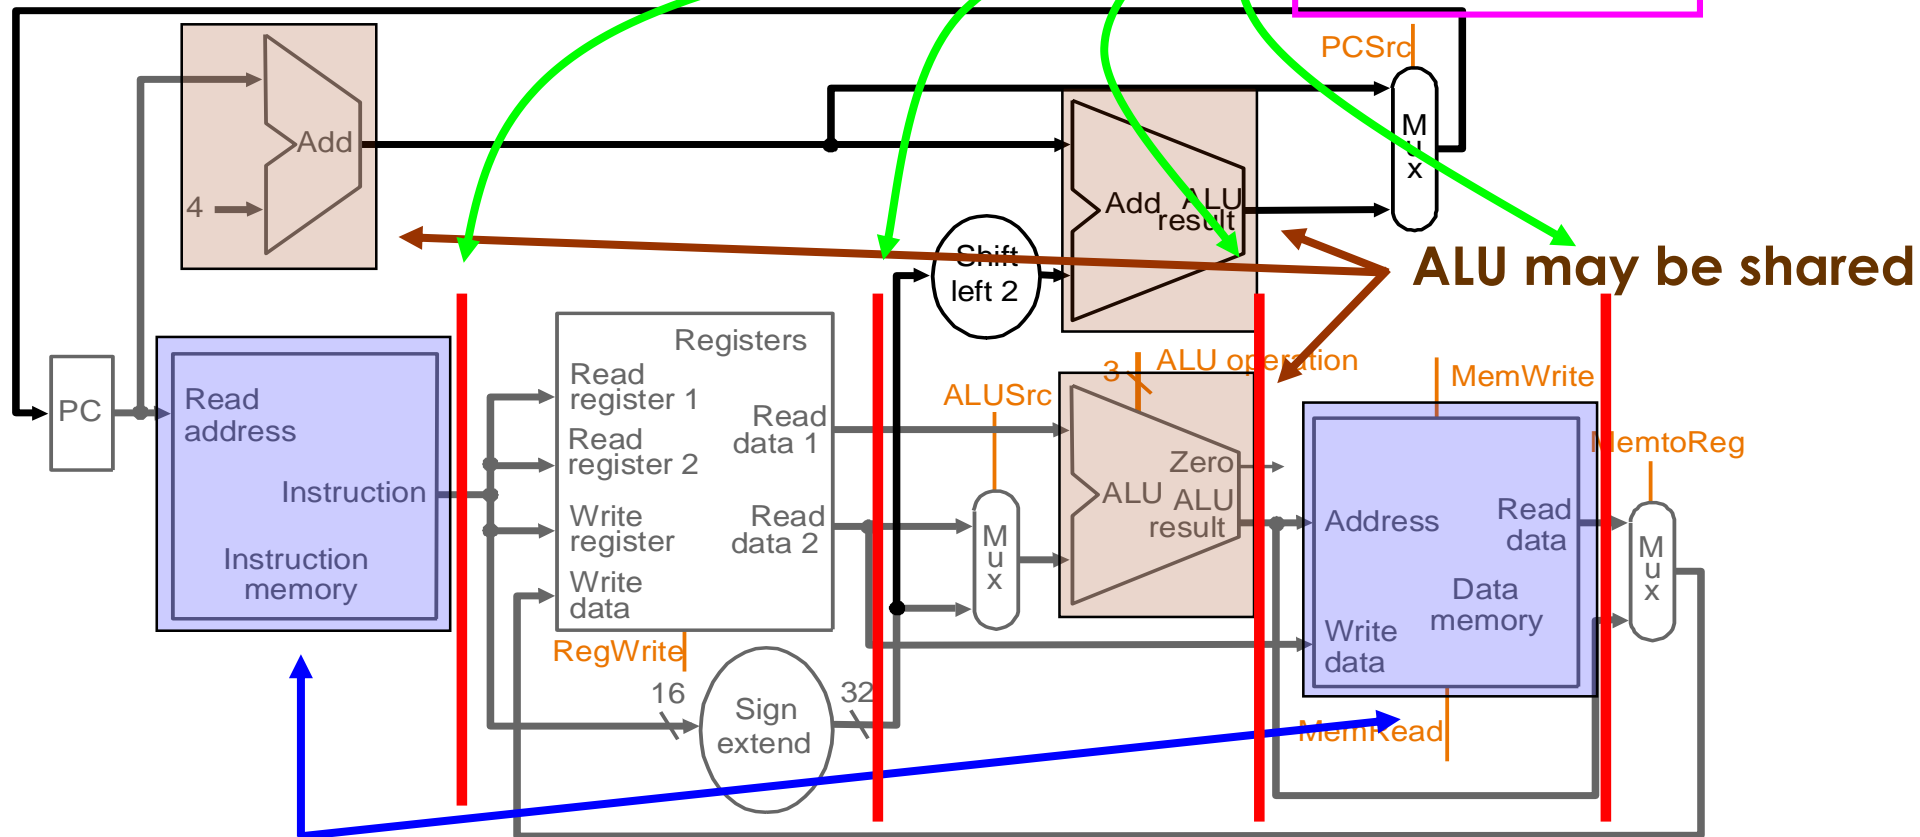 PCSrc
M
u
x
Add
4
Add
ALU
result
Shift
left 2
ALU may be shared
Registers
Read
register 1
Read
register 2
Write
register
Write
data
Read
data 1
Read
data 2
RegWrite
PC
Read
address
Instruction
Instruction
memory
16
Sign
extend
32
ALUSrc
M
u
x
3
ALU operation
Zero
ALU
ALU
result
MemWrite
MemtoReg
Address
Read
data
Data
memory
Write
data
MemRead
M
u
x